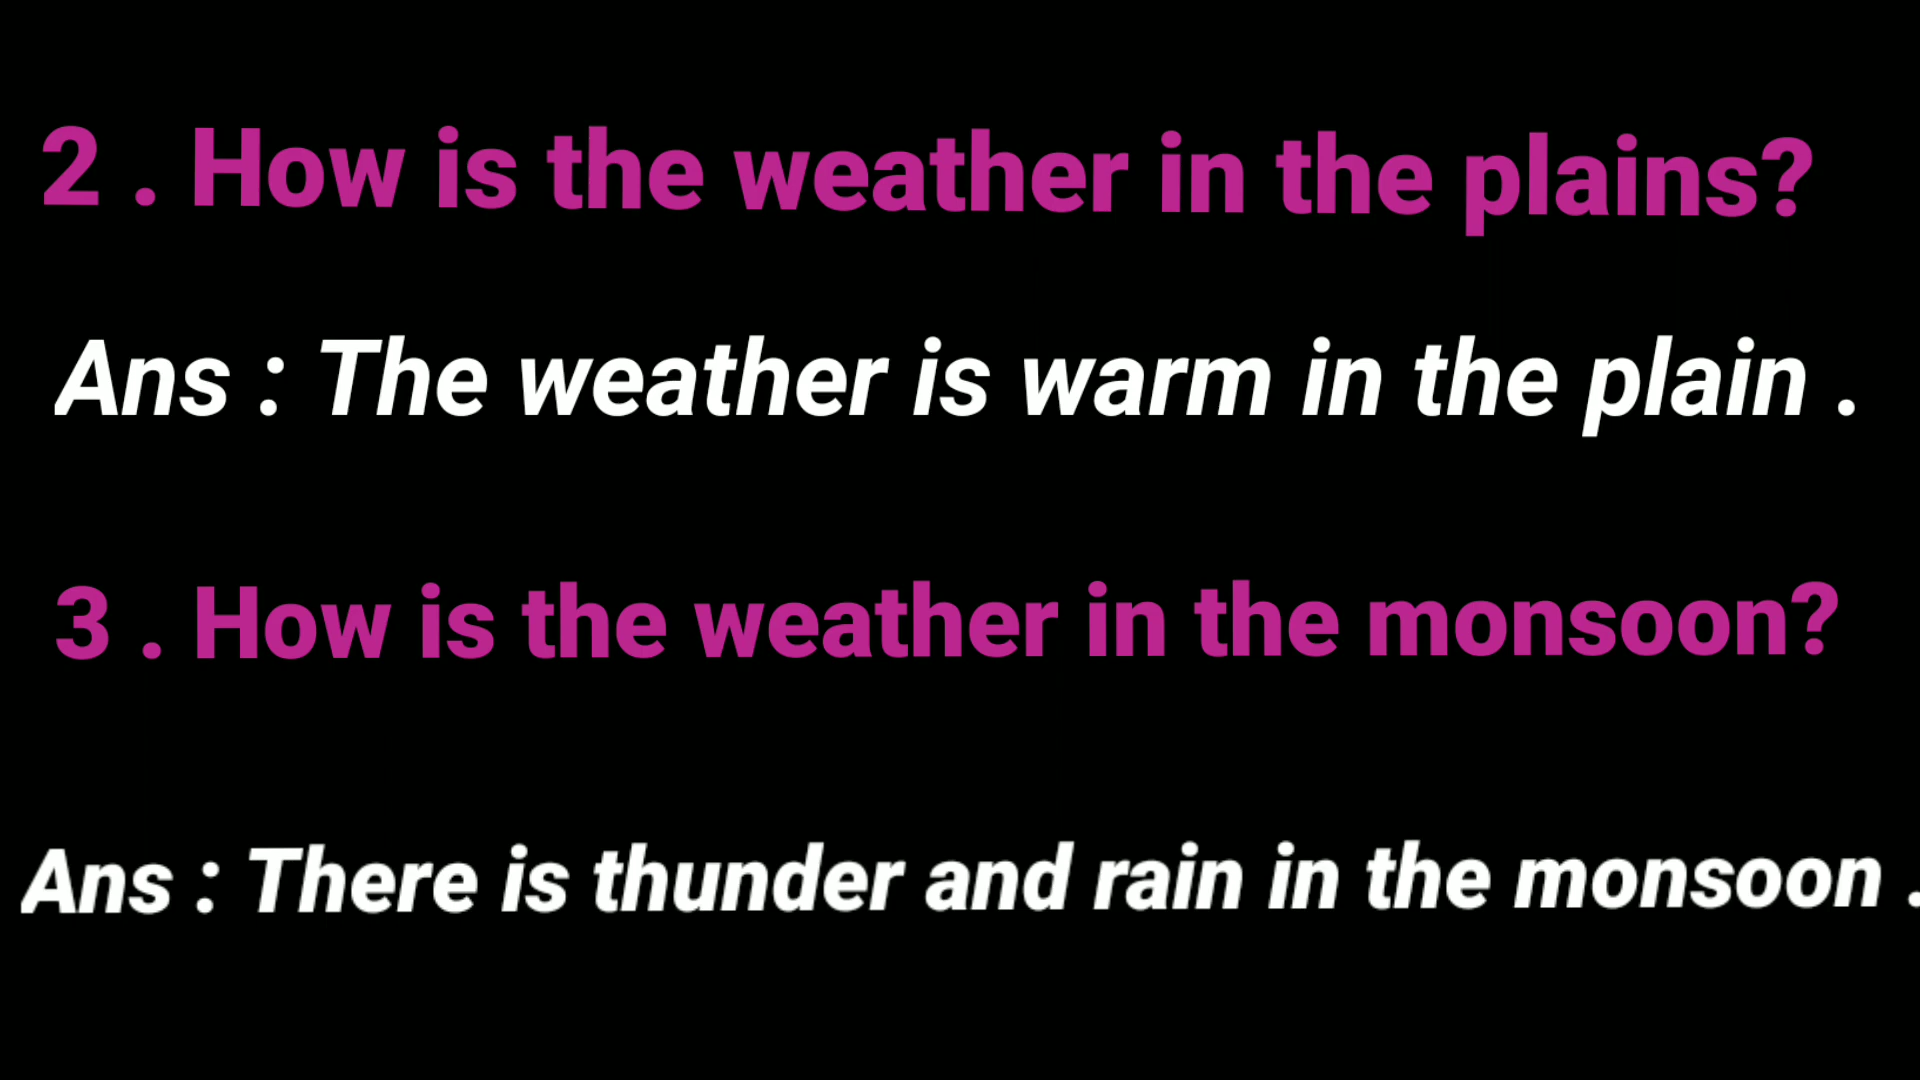 2 . How is the weather in the plains?
Ans : The weather is warm in the plain .
3 . How is the weather in the monsoon?
Ans : There is thunder and rain in the monsoon .